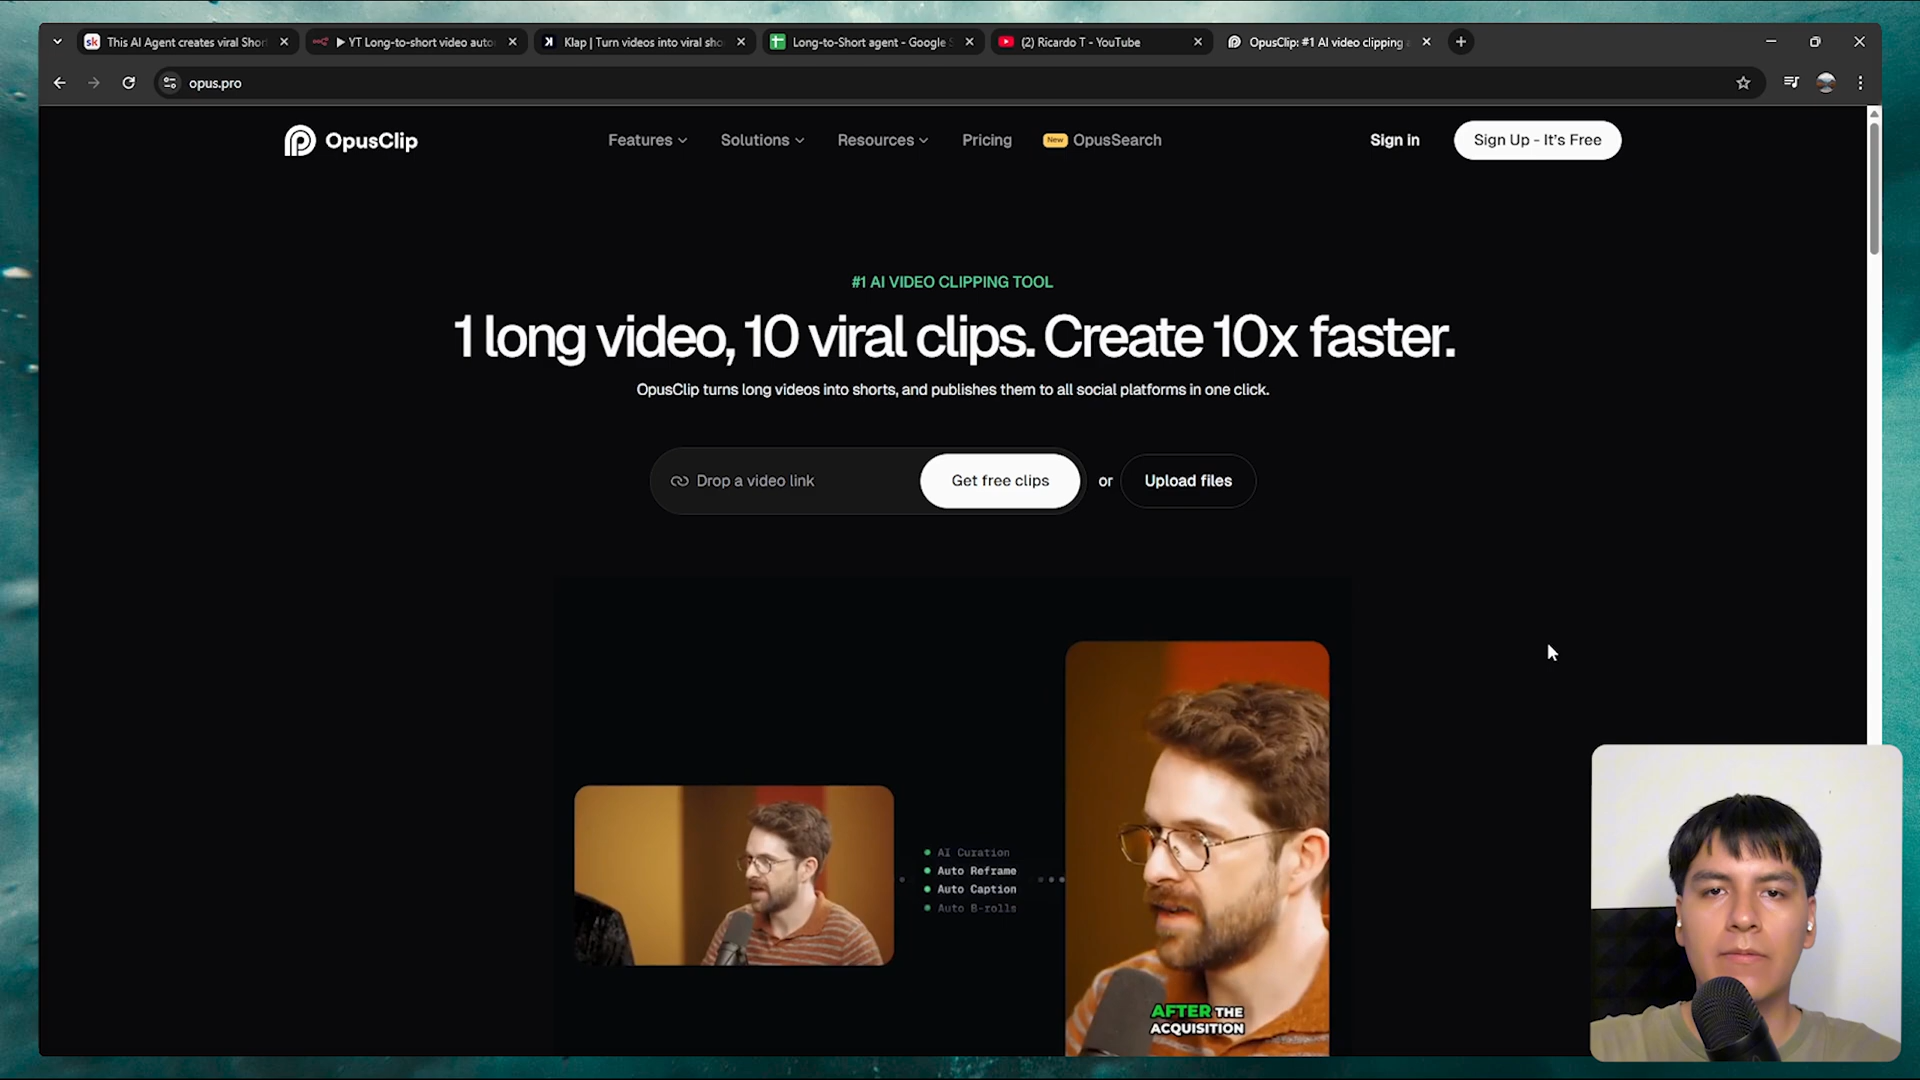 This AI Agent creates viral Shor
YT Long-to-short video auto
Klap | Turn videos into viral sho
Long-to-Short agent - Google S
(2) Ricardo T - YouTube
OpusClip: #1 AI video clipping
opus.pro
OpusClip
Features
Solutions
Resources
Pricing
New
OpusSearch
Sign in
Sign Up - It's Free
#1 AI VIDEO CLIPPING TOOL
1 long video, 10 viral clips. Create 10x faster.
OpusClip turns long videos into shorts, and publishes them to all social platforms in one click.
Drop a video link
Get free clips
or
Upload files
AI Curation
Auto Reframe
Auto Caption
Auto B-rolls
AFTER THE
ACQUISITION